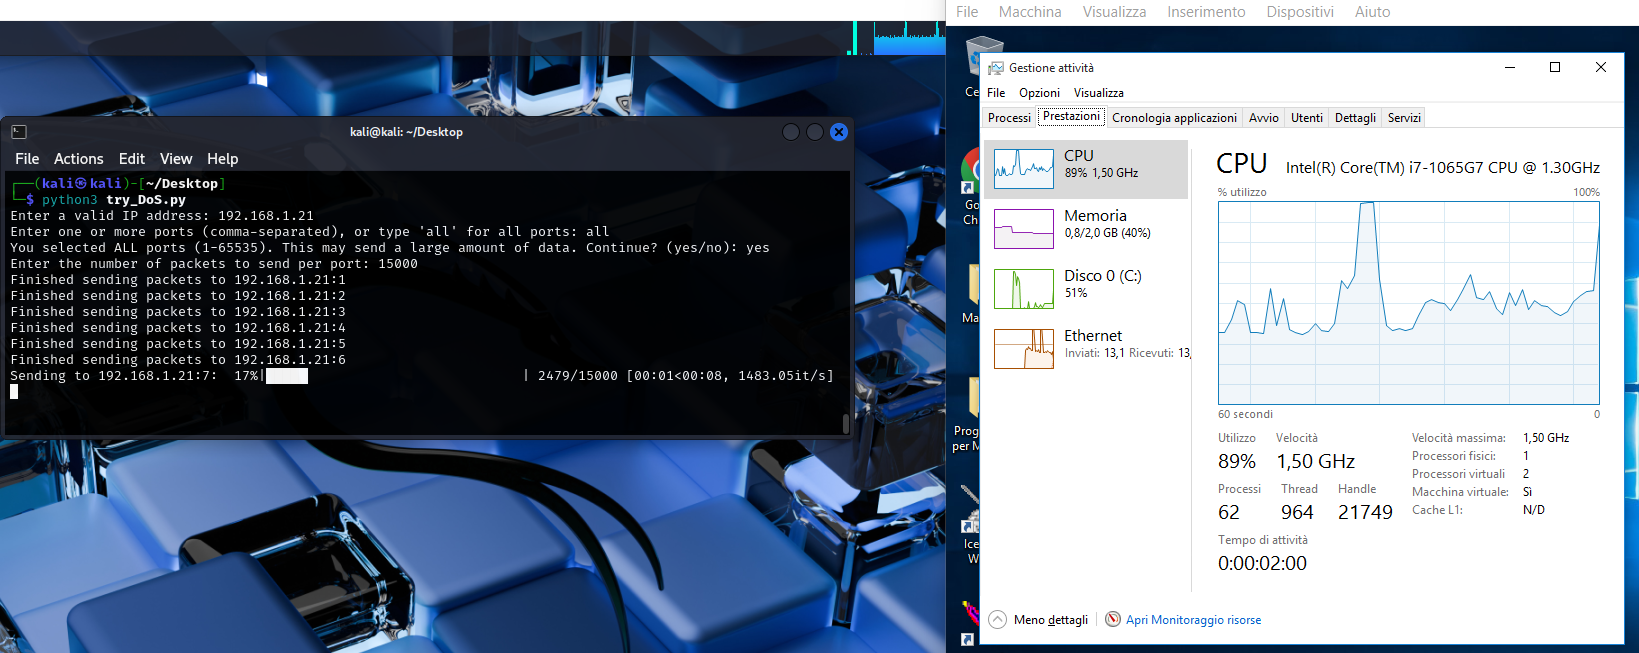 kali@kali: ~/Desktop
File Actions Edit View Help
┌──(kali㉿kali)-[~/Desktop]
└─$ python3 try_DoS.py
Enter a valid IP address: 192.168.1.21
Enter one or more ports (comma-separated), or type 'all' for all ports: all
You selected ALL ports (1-65535). This may send a large amount of data. Continue? (yes/no): yes
Enter the number of packets to send per port: 15000
Finished sending packets to 192.168.1.21:1
Finished sending packets to 192.168.1.21:2
Finished sending packets to 192.168.1.21:3
Finished sending packets to 192.168.1.21:4
Finished sending packets to 192.168.1.21:5
Finished sending packets to 192.168.1.21:6
Sending to 192.168.1.21:7: 17%| | 2479/15000 [00:01<00:08, 1483.05it/s]
File Macchina Visualizza Inserimento Dispositivi Aiuto
Ce
Go
Ch
Ma
Prog
per M
Ice
W
Gestione attività
File Opzioni Visualizza
Processi Prestazioni Cronologia applicazioni Avvio Utenti Dettagli Servizi
CPU
89% 1,50 GHz
Memoria
0,8/2,0 GB (40%)
Disco 0 (C:)
51%
Ethernet
Inviati: 13,1 Ricevuti: 13,
CPU Intel(R) Core(TM) i7-1065G7 CPU @ 1.30GHz
% utilizzo 100%
60 secondi 0
Utilizzo Velocità
89% 1,50 GHz
Processi Thread Handle
62 964 21749
Tempo di attività
0:00:02:00
Velocità massima: 1,50 GHz
Processori fisici: 1
Processori virtuali 2
Macchina virtuale: Sì
Cache L1: N/D
Meno dettagli Apri Monitoraggio risorse